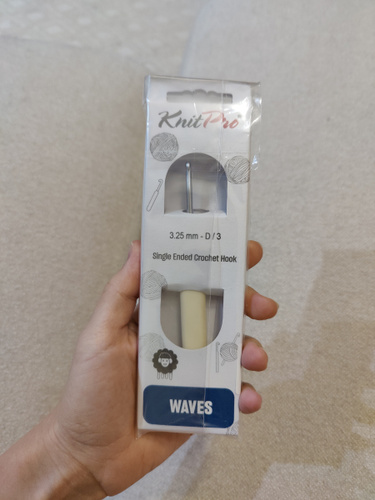 KnitPro
3.25 mm - D / 3
Single Ended Crochet Hook
WAVES